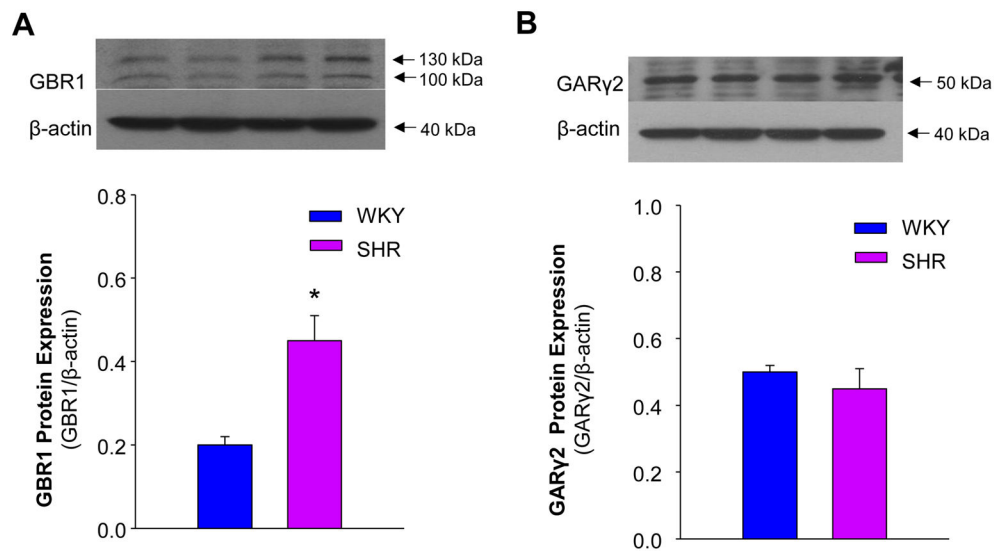 A
GBR1
130 kDa
100 kDa
β-actin
40 kDa
0.8
0.6
0.4
0.2
0.0
GBR1 Protein Expression
(GBR1/β-actin)
WKY
SHR
*
B
GARγ2
50 kDa
β-actin
40 kDa
1.0
0.8
0.6
0.4
0.2
0.0
GARγ2 Protein Expression
(GARγ2/β-actin)
WKY
SHR